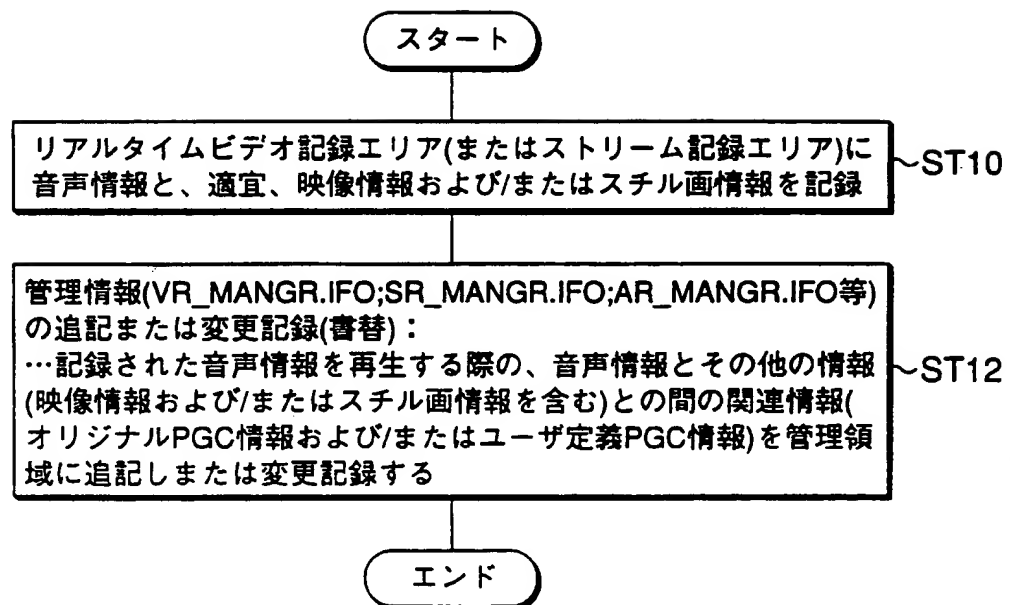 スタート
リアルタイムビデオ記録エリア(またはストリーム記録エリア)に
音声情報と、適宜、映像情報および/またはスチル画情報を記録
~ST10
管理情報(VR_MANGR.IFO;SR_MANGR.IFO;AR_MANGR.IFO等)
の追記または変更記録(書替)：
…記録された音声情報を再生する際の、音声情報とその他の情報
(映像情報および/またはスチル画情報を含む)との間の関連情報(
オリジナルPGC情報および/またはユーザ定義PGC情報)を管理領
域に追記しまたは変更記録する
~ST12
エンド